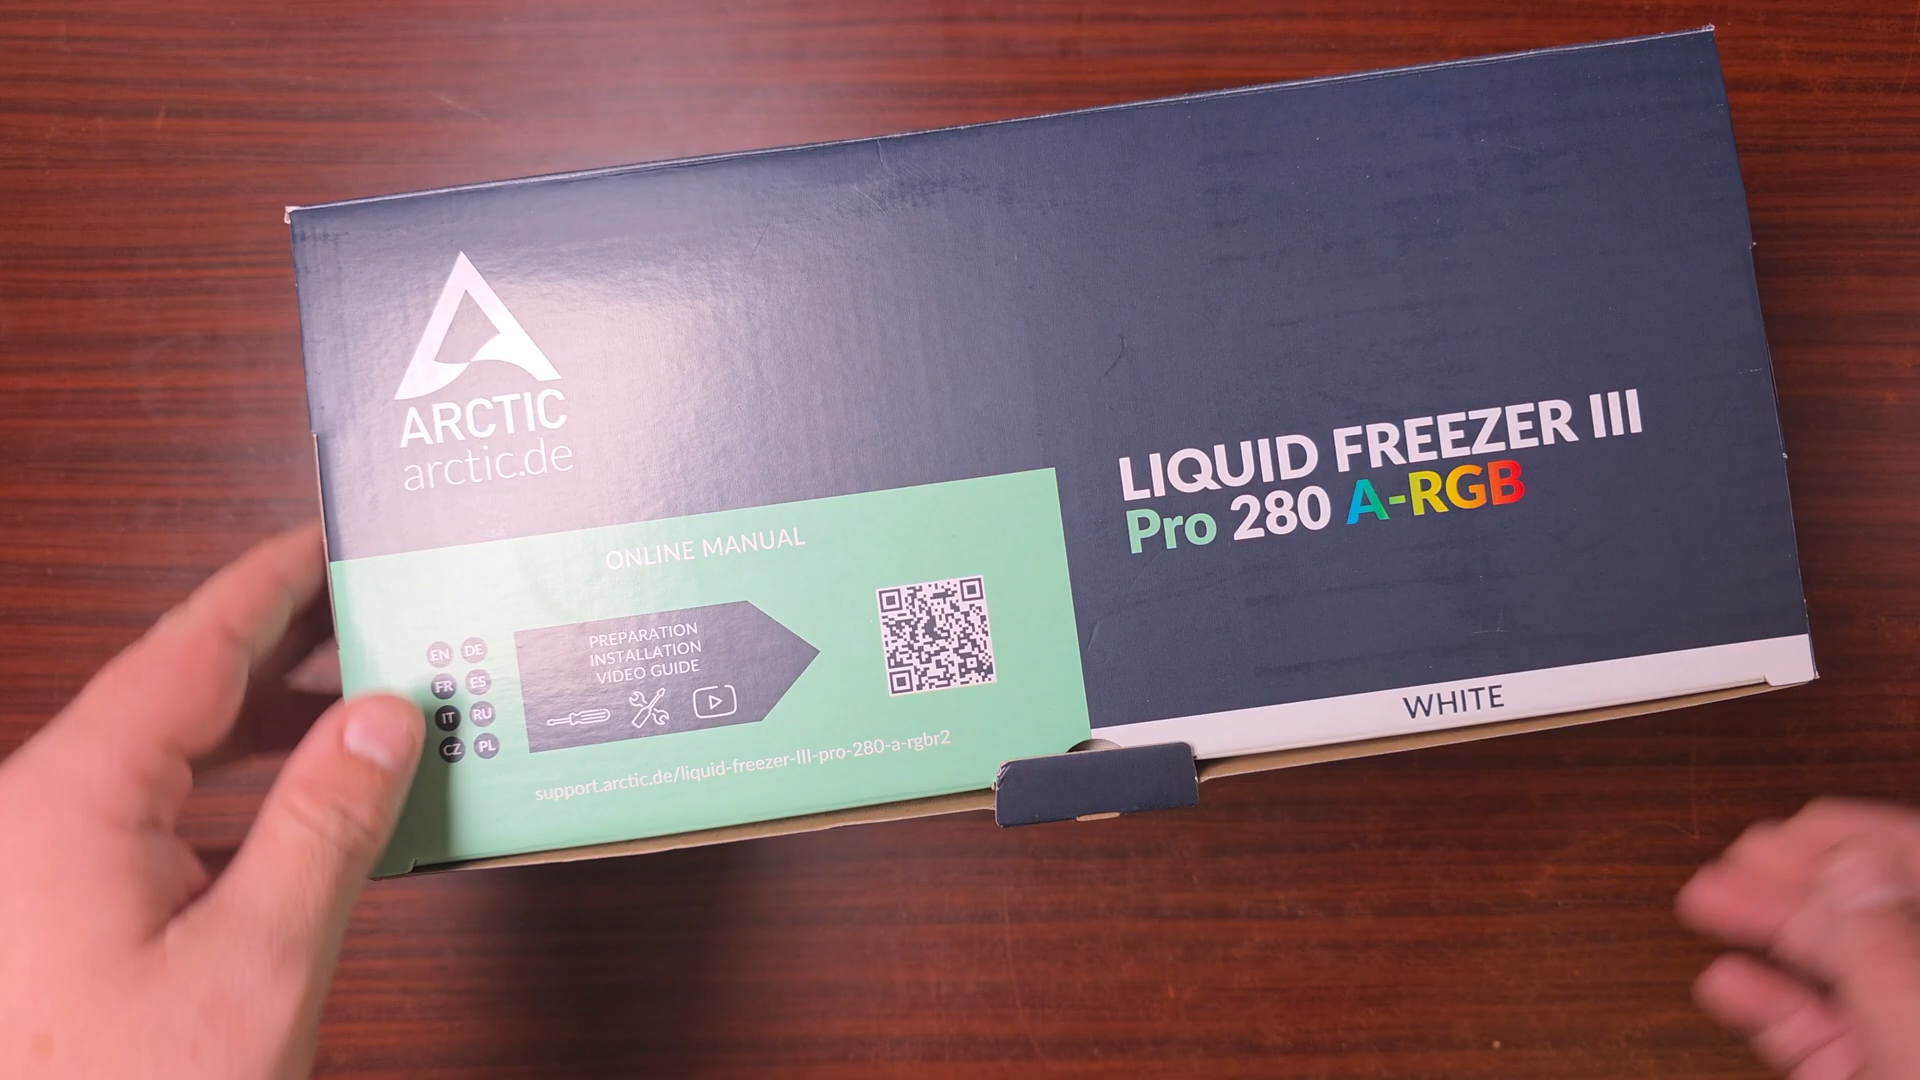 ARCTIC
arctic.de
LIQUID FREEZER III
Pro 280 A-RGB
ONLINE MANUAL
EN DE
FR ES
IT RU
CZ PL
PREPARATION
INSTALLATION
VIDEO GUIDE
support.arctic.de/liquid-freezer-III-pro-280-a-rgbr2
WHITE